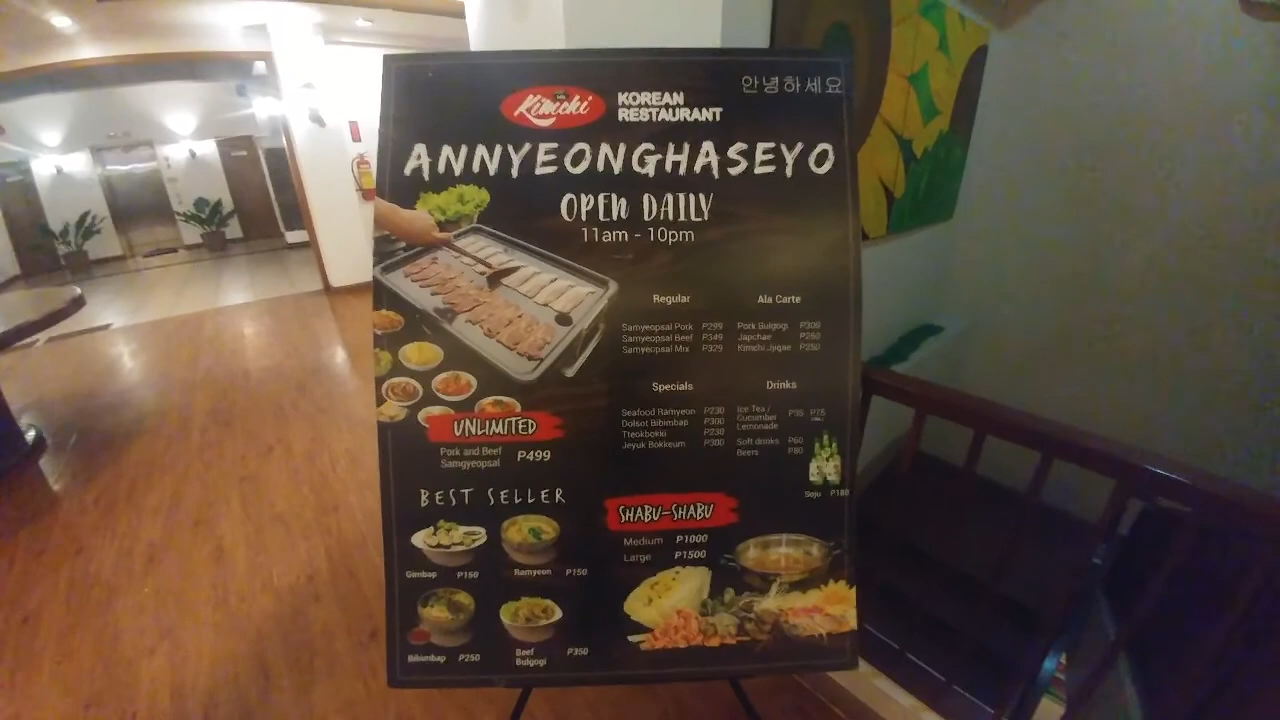 안녕하세요
Kimchi
KOREAN
RESTAURANT
ANNYEONGHASEYO
OPEN DAILY
11am - 10pm
Regular
Samyeopsal Pork P299
Samyeopsal Beef P349
Samyeopsal Mix P329
Ala Carte
Pork Bulgogi P300
Japchae
Kimchi Jjigae P250
Specials
Seafood Ramyeon P230
Dolsot Bibimbap P300
Tteokbokki P230
Jeyuk Bokkeum P300
Drinks
Ice Tea / P35 P75
Cucumber
Lemonade
Soft drinks P60
Beers P80
Soju P180
UNLIMITED
Pork and Beef
Samgyeopsal P499
BEST SELLER
Gimbap P150
Ramyeon P150
Bibimbap P250
Beef P350
Bulgogi
SHABU-SHABU
Medium P1000
Large P1500